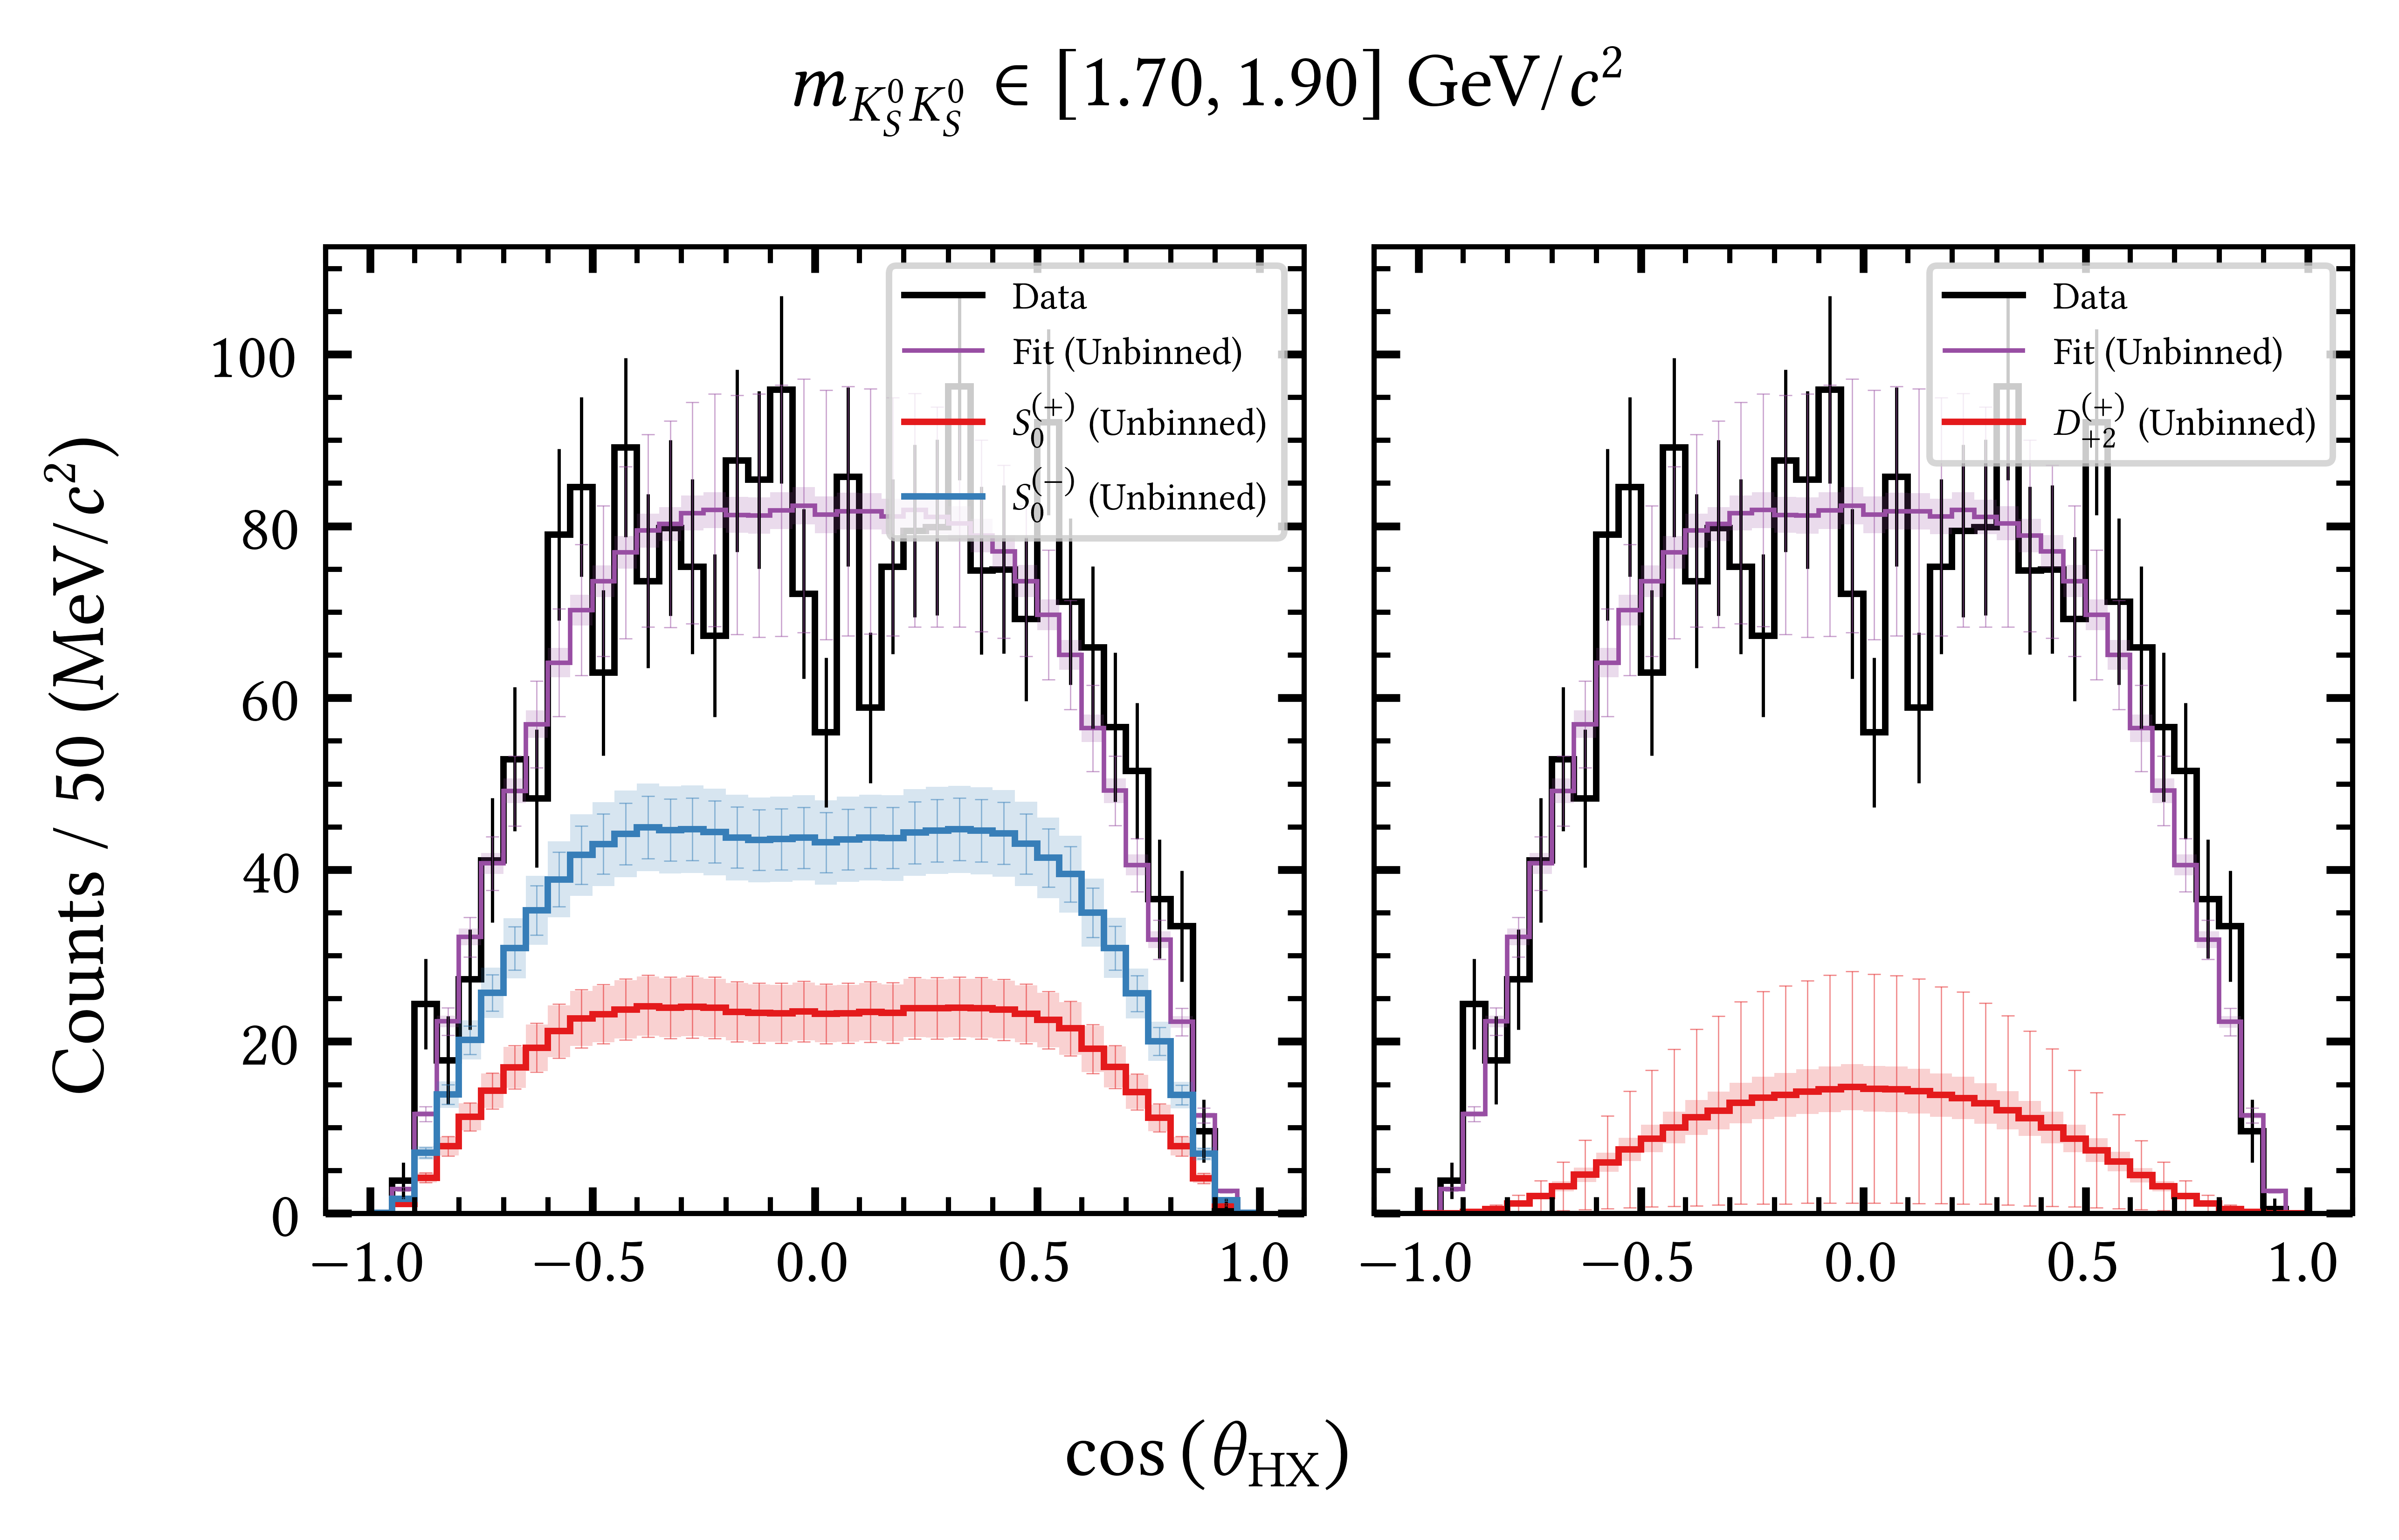 m_{K_S^0 K_S^0} ∈ [1.70, 1.90] GeV/c²
Counts / 50 (MeV/c²)
100
80
60
40
20
0
Data
Fit (Unbinned)
S_0^{(+)} (Unbinned)
S_0^{(−)} (Unbinned)
−1.0 −0.5 0.0 0.5 1.0
Data
Fit (Unbinned)
D_{+2}^{(+)} (Unbinned)
−1.0 −0.5 0.0 0.5 1.0
cos (θ_{HX})